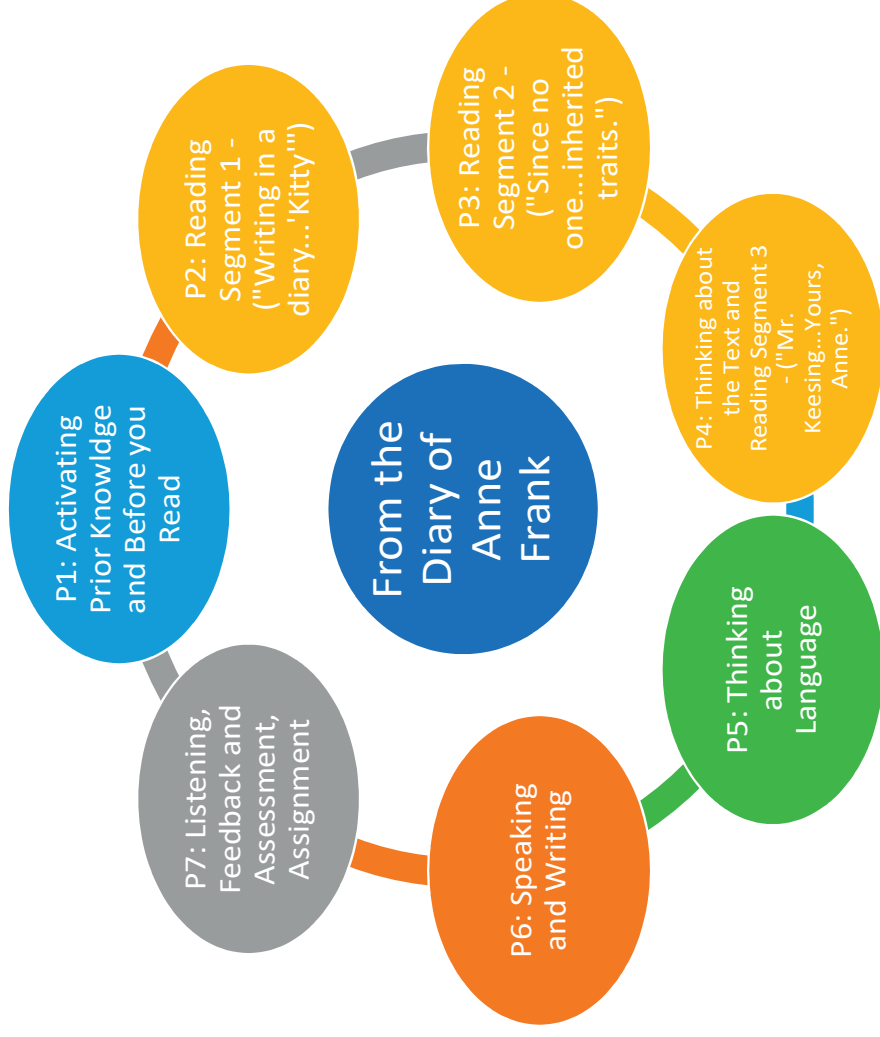 From the
Diary of
Anne
Frank
P1: Activating
Prior Knowldge
and Before you
Read
P2: Reading
Segment 1 -
("Writing in a
diary...'Kitty'")
P3: Reading
Segment 2 -
("Since no
one...inherited
traits.")
P4: Thinking about
the Text and
Reading Segment 3
- ("Mr.
Keesing...Yours,
Anne.")
P5: Thinking
about
Language
P6: Speaking
and Writing
P7: Listening,
Feedback and
Assessment,
Assignment